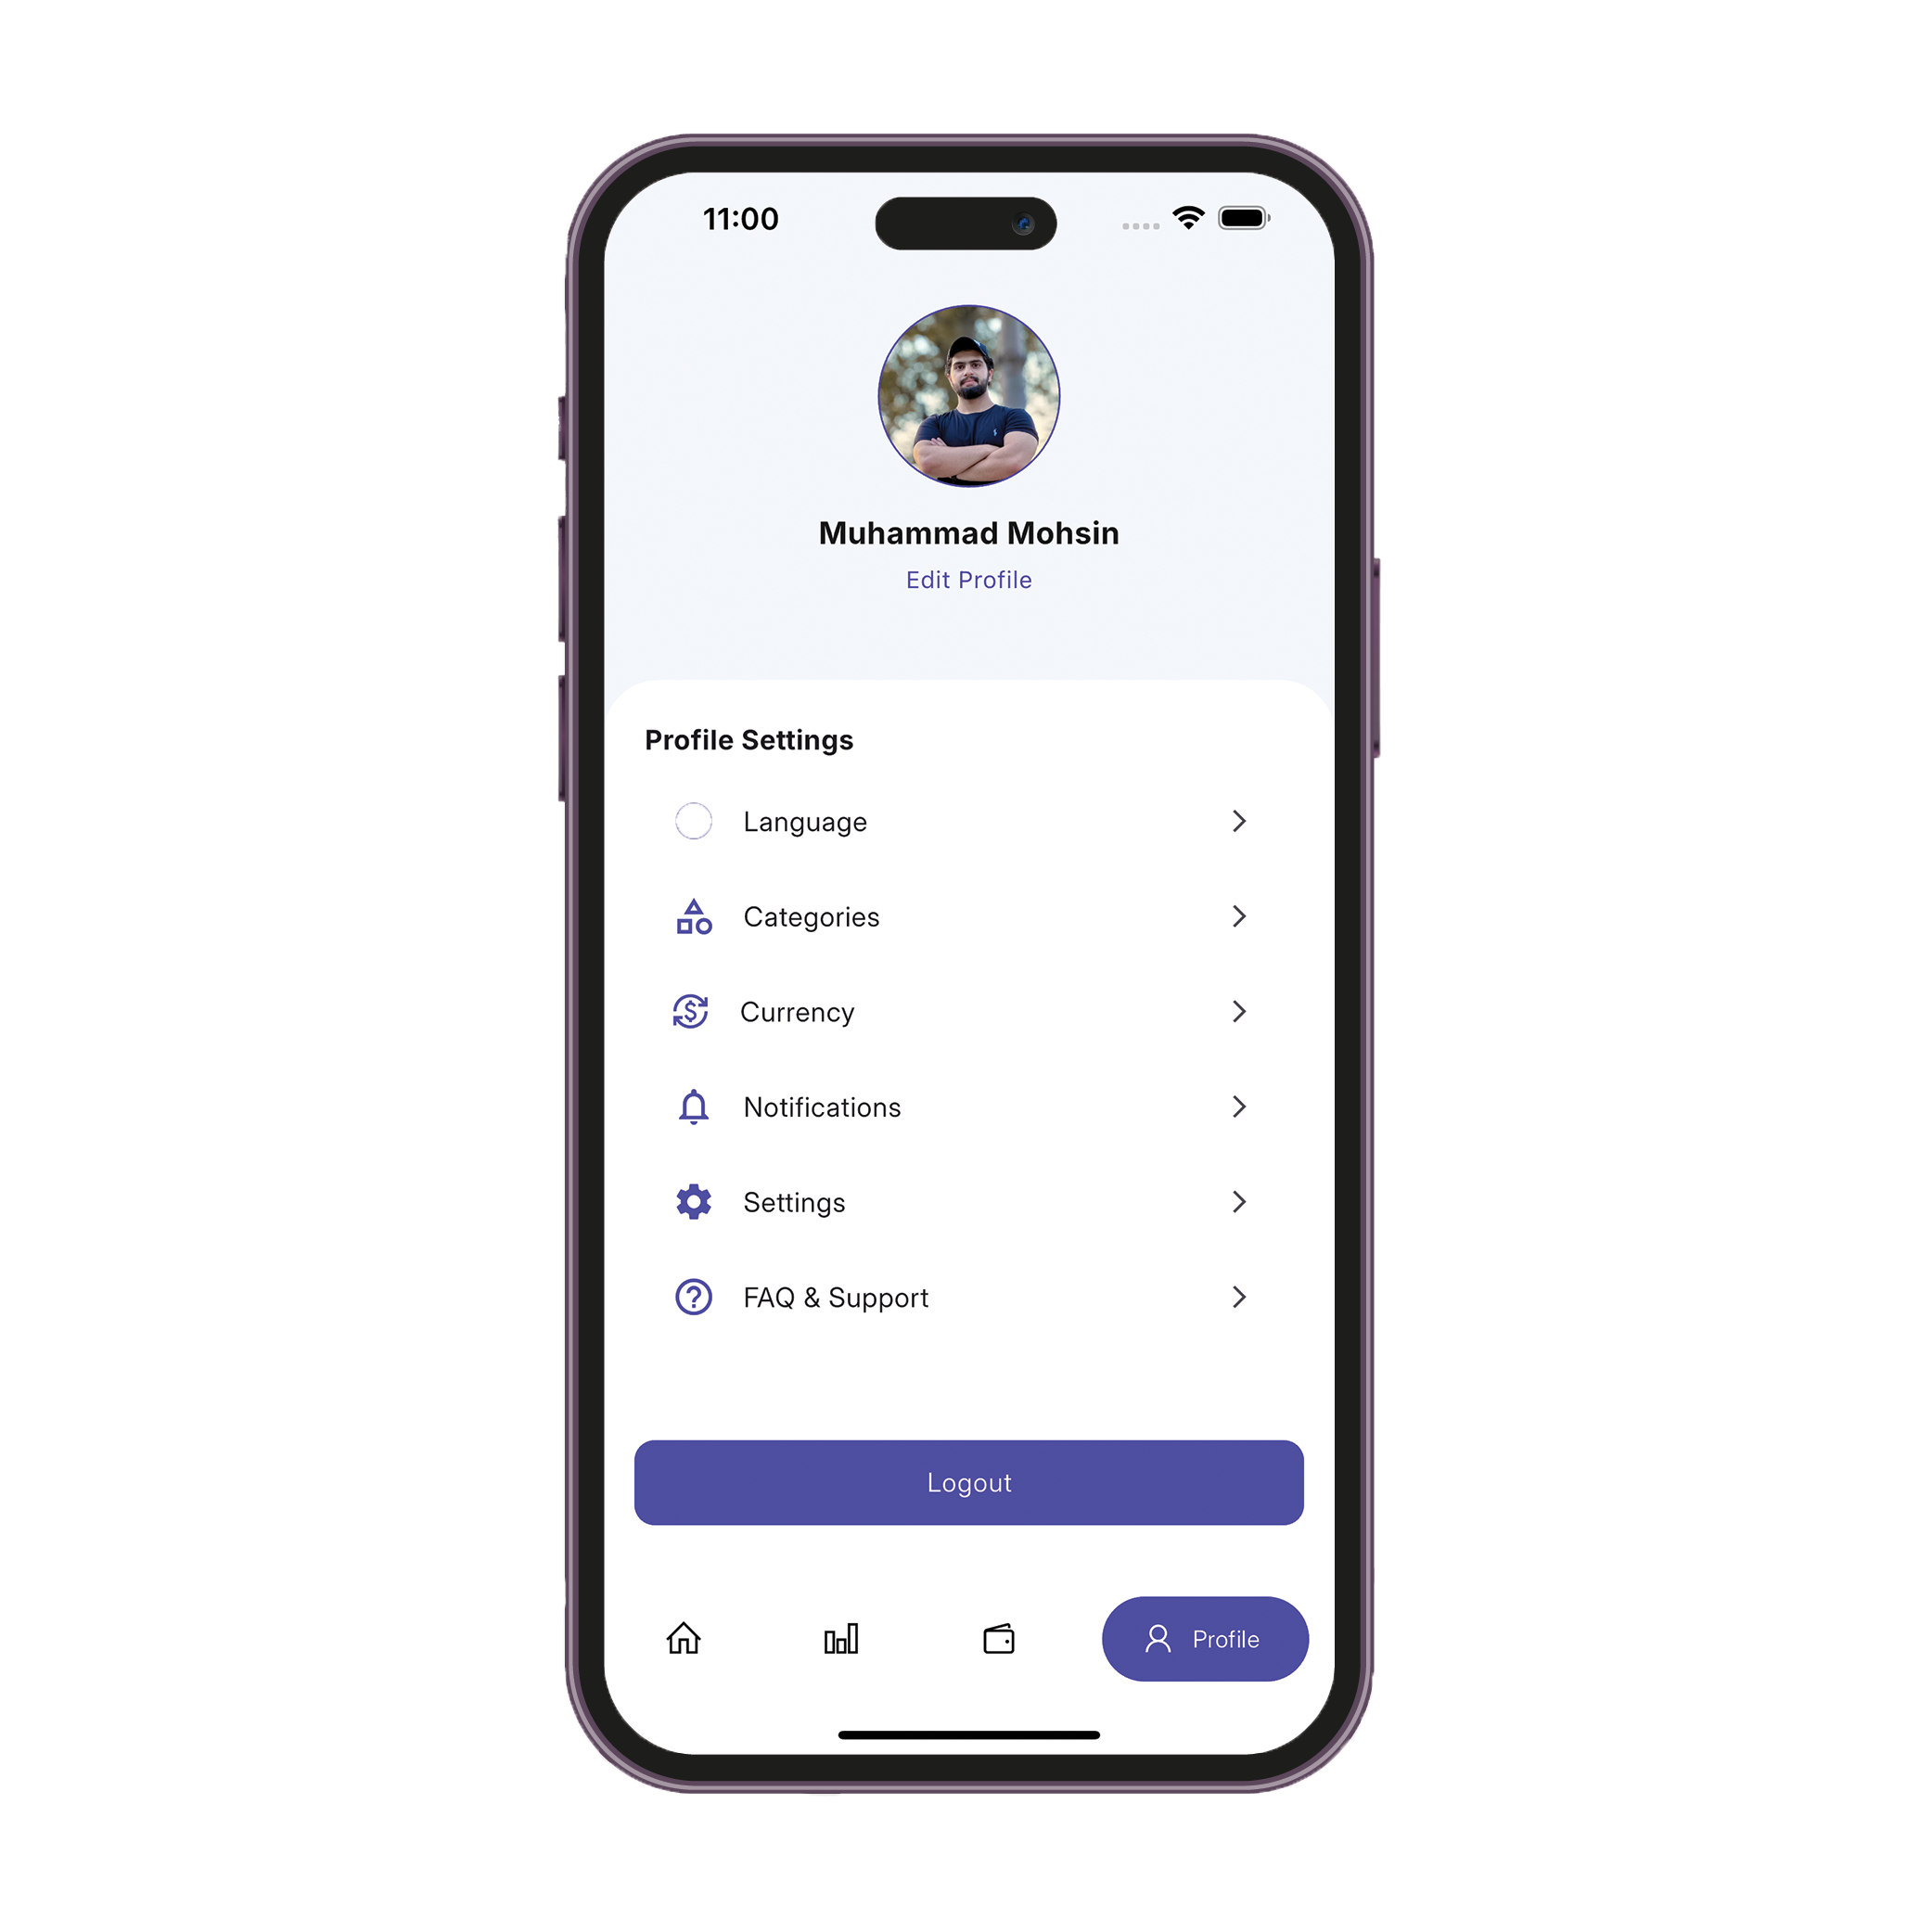 11:00
Muhammad Mohsin
Edit Profile
Profile Settings
Language
Categories
Currency
Notifications
Settings
FAQ & Support
Logout
Profile